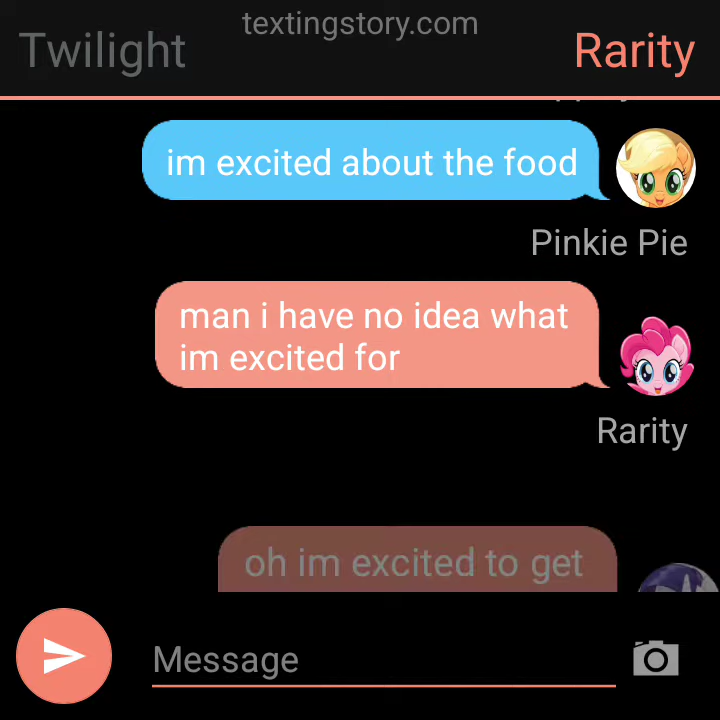 textingstory.com
Twilight
Rarity
im excited about the food
Pinkie Pie
man i have no idea what
im excited for
Rarity
oh im excited to get
Message